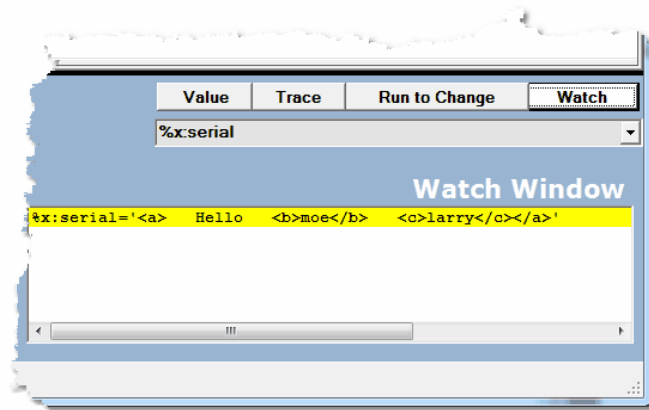 Value Trace Run to Change Watch
%x:serial
Watch Window
%x:serial='<a>   Hello   <b>moe</b>   <c>larry</c></a>'